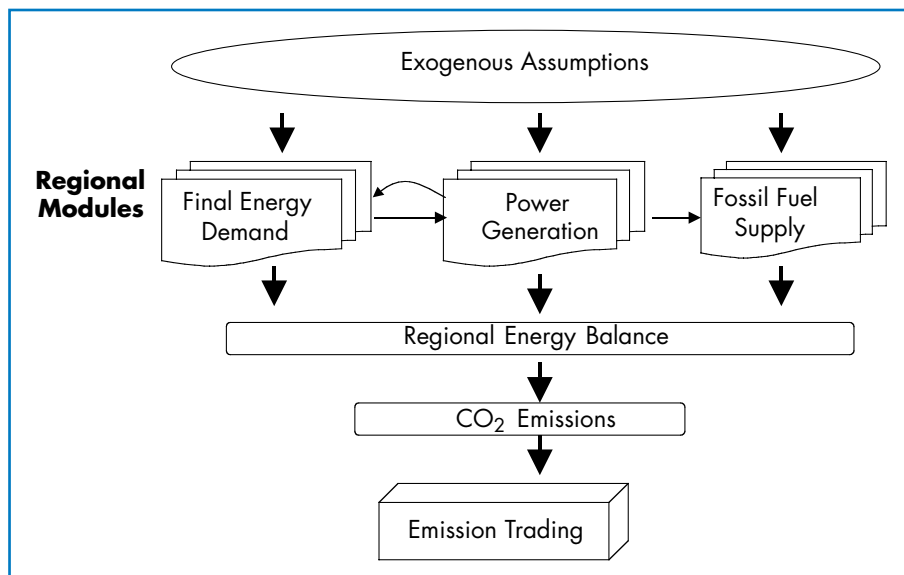 Exogenous Assumptions
Regional
Modules
Final Energy
Demand
Power
Generation
Fossil Fuel
Supply
Regional Energy Balance
CO₂ Emissions
Emission Trading